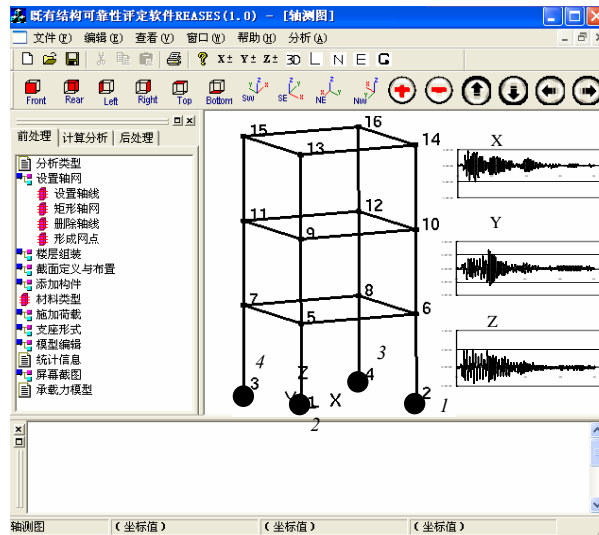 既有结构可靠性评定软件REASES(1.0) - [轴测图]
文件(F) 编辑(E) 查看(V) 窗口(W) 帮助(H) 分析(A)
X± Y± Z± 3D L N E G
Front Rear Left Right Top Bottom SW SE NE NW
前处理 计算分析 后处理
分析类型
设置轴网
设置轴线
矩形轴网
删除轴线
形成网点
楼层组装
截面定义与布置
添加构件
材料类型
施加荷载
支座形式
模型编辑
统计信息
屏幕截图
承载力模型
15 16
13 14
11 12
9 10
7 8
5 6
4 3
3 Z 4
Y 1 X 2 1
2
X
Y
Z
轴测图 (坐标值) (坐标值) (坐标值)